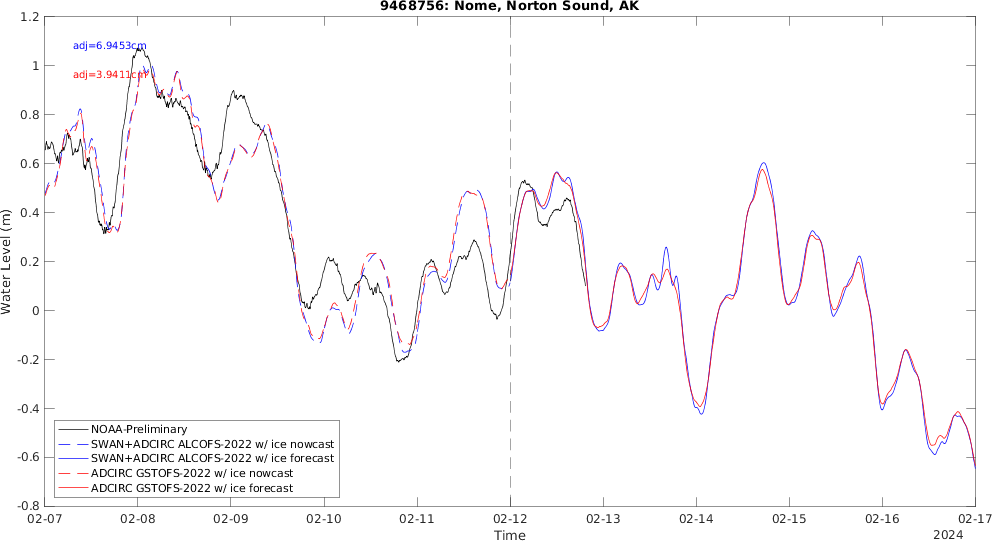 9468756: Nome, Norton Sound, AK
adj=6.9453cm
adj=3.9411cm
Water Level (m)
1.2
1
0.8
0.6
0.4
0.2
0
-0.2
-0.4
-0.6
-0.8
NOAA-Preliminary
SWAN+ADCIRC ALCOFS-2022 w/ ice nowcast
SWAN+ADCIRC ALCOFS-2022 w/ ice forecast
ADCIRC GSTOFS-2022 w/ ice nowcast
ADCIRC GSTOFS-2022 w/ ice forecast
02-07 02-08 02-09 02-10 02-11 02-12 02-13 02-14 02-15 02-16 02-17
Time
2024